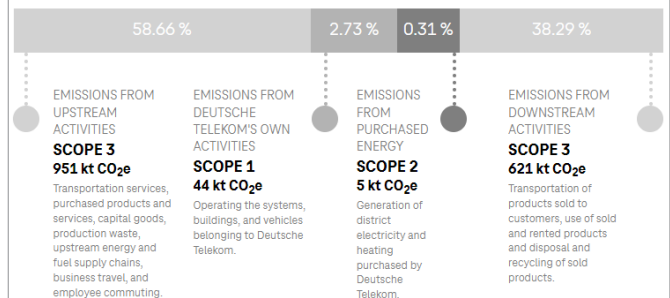 58.66 %
2.73 %
0.31 %
38.29 %
EMISSIONS FROM
UPSTREAM
ACTIVITIES
SCOPE 3
951 kt CO₂e
Transportation services,
purchased products and
services, capital goods,
production waste,
upstream energy and
fuel supply chains,
business travel, and
employee commuting.
EMISSIONS FROM
DEUTSCHE
TELEKOM'S OWN
ACTIVITIES
SCOPE 1
44 kt CO₂e
Operating the systems,
buildings, and vehicles
belonging to Deutsche
Telekom.
EMISSIONS
FROM
PURCHASED
ENERGY
SCOPE 2
5 kt CO₂e
Generation of
district
electricity and
heating
purchased by
Deutsche
Telekom.
EMISSIONS FROM
DOWNSTREAM
ACTIVITIES
SCOPE 3
621 kt CO₂e
Transportation of
products sold to
customers, use of sold
and rented products
and disposal and
recycling of sold
products.